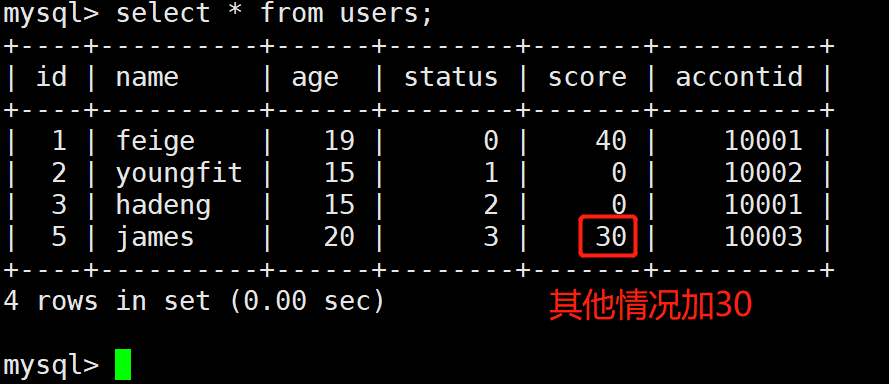 mysql> select * from users;
+----+----------+------+--------+-------+----------+
| id | name     | age  | status | score | accontid |
+----+----------+------+--------+-------+----------+
|  1 | feige    |   19 |      0 |    40 |    10001 |
|  2 | youngfit |   15 |      1 |     0 |    10002 |
|  3 | hadeng   |   15 |      2 |     0 |    10001 |
|  5 | james    |   20 |      3 |    30 |    10003 |
+----+----------+------+--------+-------+----------+
4 rows in set (0.00 sec)
其他情况加30
mysql>